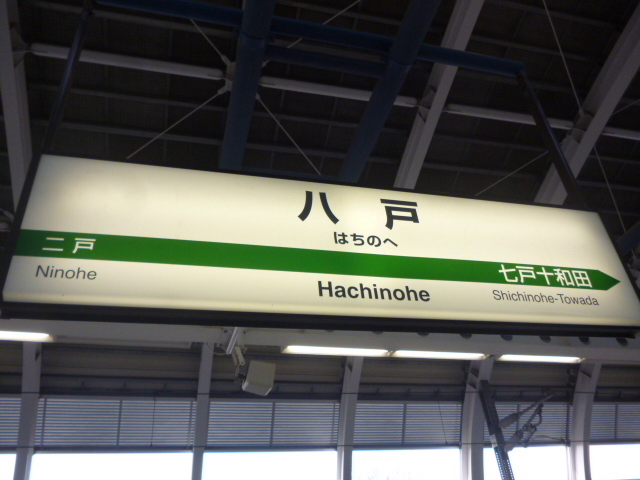 八戸
はちのへ
二戸
七戸十和田
Ninohe
Hachinohe
Shichinohe-Towada